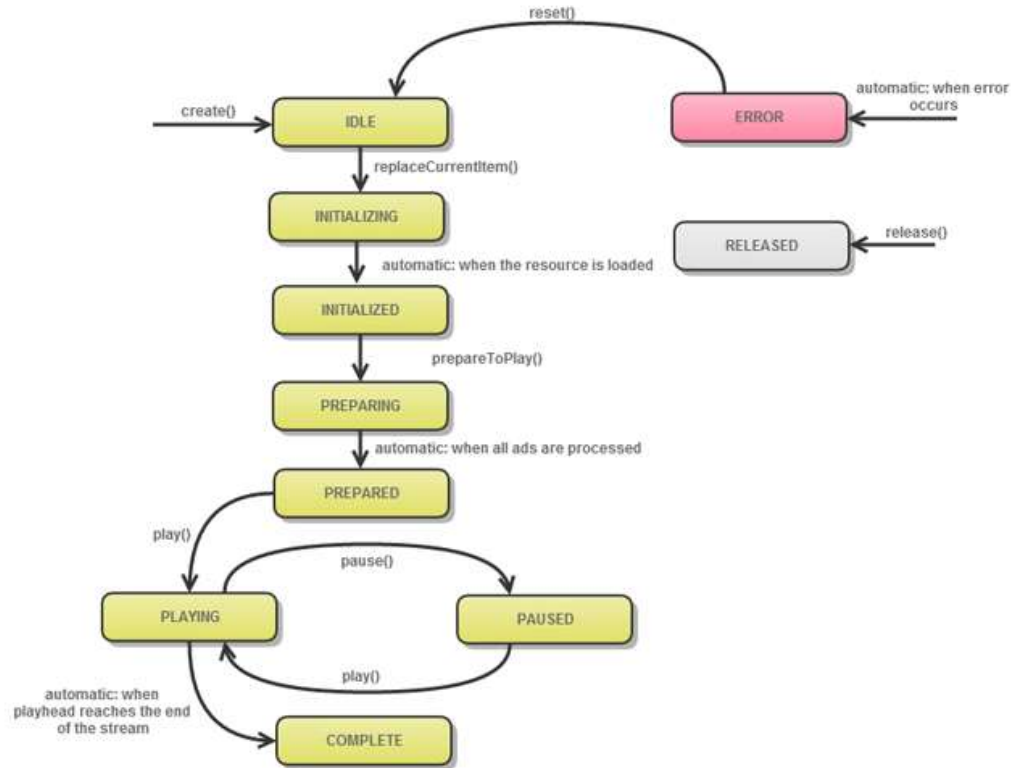 reset()
create()
IDLE
ERROR
automatic: when error
occurs
replaceCurrentItem()
INITIALIZING
RELEASED
release()
automatic: when the resource is loaded
INITIALIZED
prepareToPlay()
PREPARING
automatic: when all ads are processed
PREPARED
play()
pause()
PLAYING
PAUSED
play()
automatic: when
playhead reaches the end
of the stream
COMPLETE